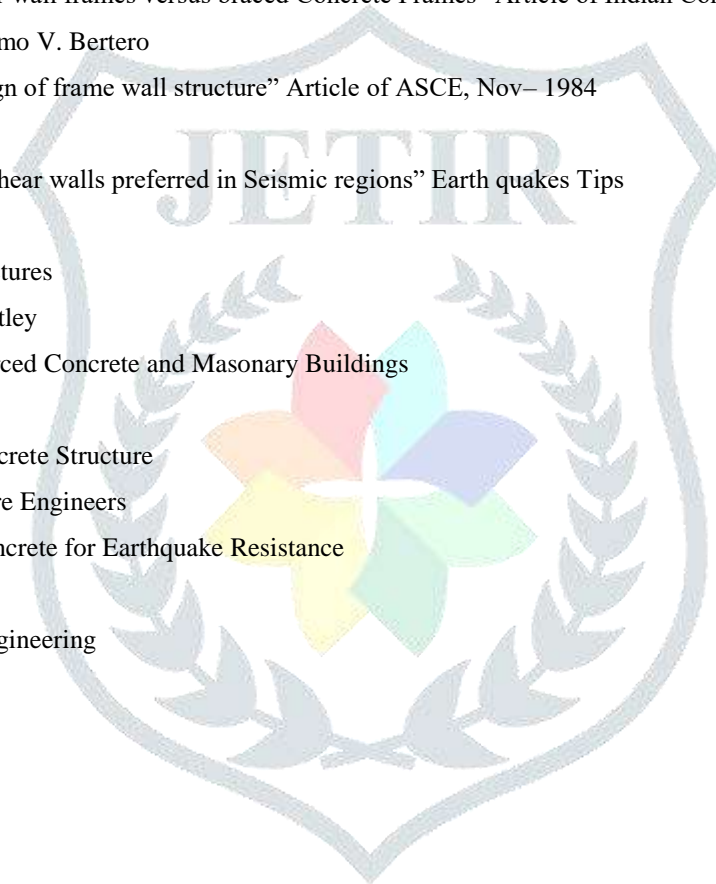 wall frames versus braced Concrete Frames" Article of Indian
mo V. Bertero
gn of frame wall structure” Article of ASCE, Nov– 1984
JETIR
hear walls preferred in Seismic regions” Earth quakes Tips
tures
tley
rced Concrete and Masonary Buildings
crete Structure
re Engineers
ncrete for Earthquake Resistance
gineering